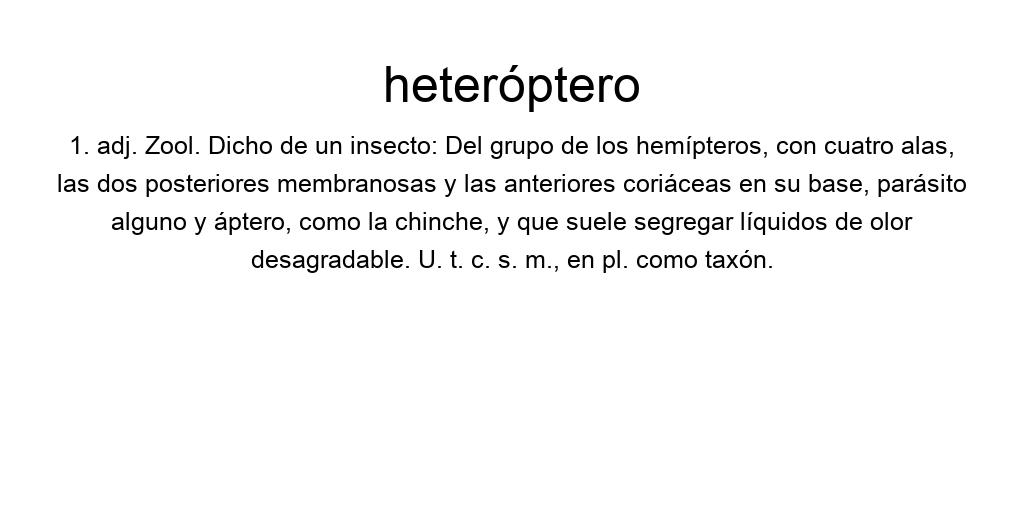 heteróptero
1. adj. Zool. Dicho de un insecto: Del grupo de los hemípteros, con cuatro alas,
las dos posteriores membranosas y las anteriores coriáceas en su base, parásito
alguno y áptero, como la chinche, y que suele segregar líquidos de olor
desagradable. U. t. c. s. m., en pl. como taxón.